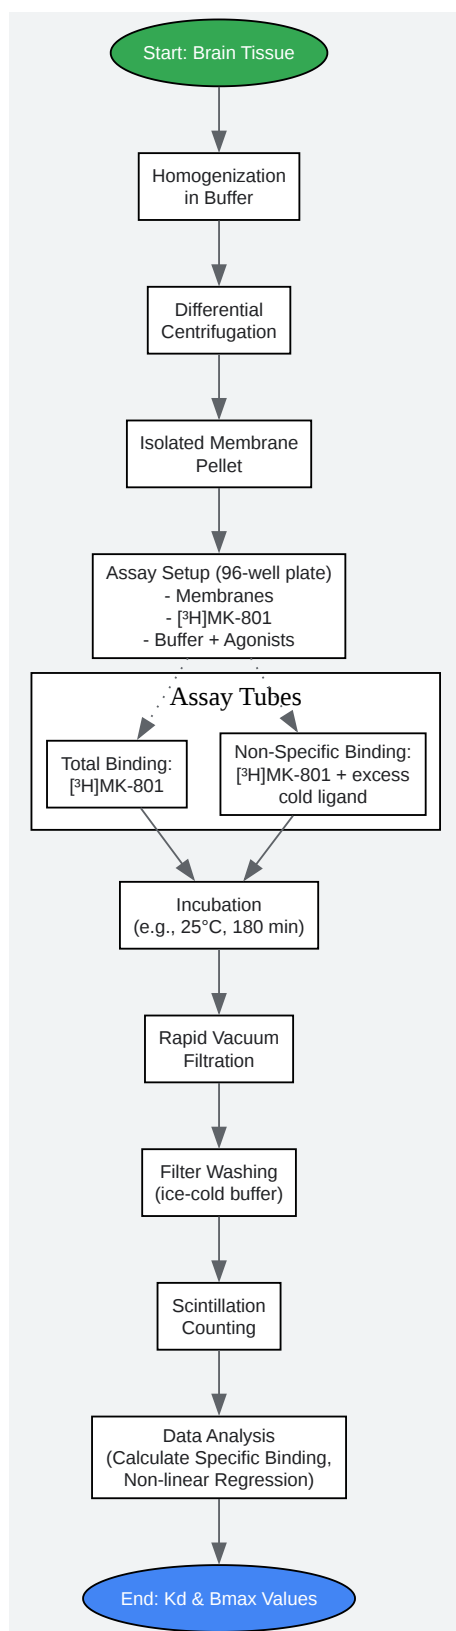 Start: Brain Tissue
Homogenization
in Buffer
Differential
Centrifugation
Isolated Membrane
Pellet
Assay Setup (96-well plate)
- Membranes
- [³H]MK-801
- Buffer + Agonists
Assay Tubes
Total Binding:
[³H]MK-801
Non-Specific Binding:
[³H]MK-801 + excess
cold ligand
Incubation
(e.g., 25°C, 180 min)
Rapid Vacuum
Filtration
Filter Washing
(ice-cold buffer)
Scintillation
Counting
Data Analysis
(Calculate Specific Binding,
Non-linear Regression)
End: Kd & Bmax Values